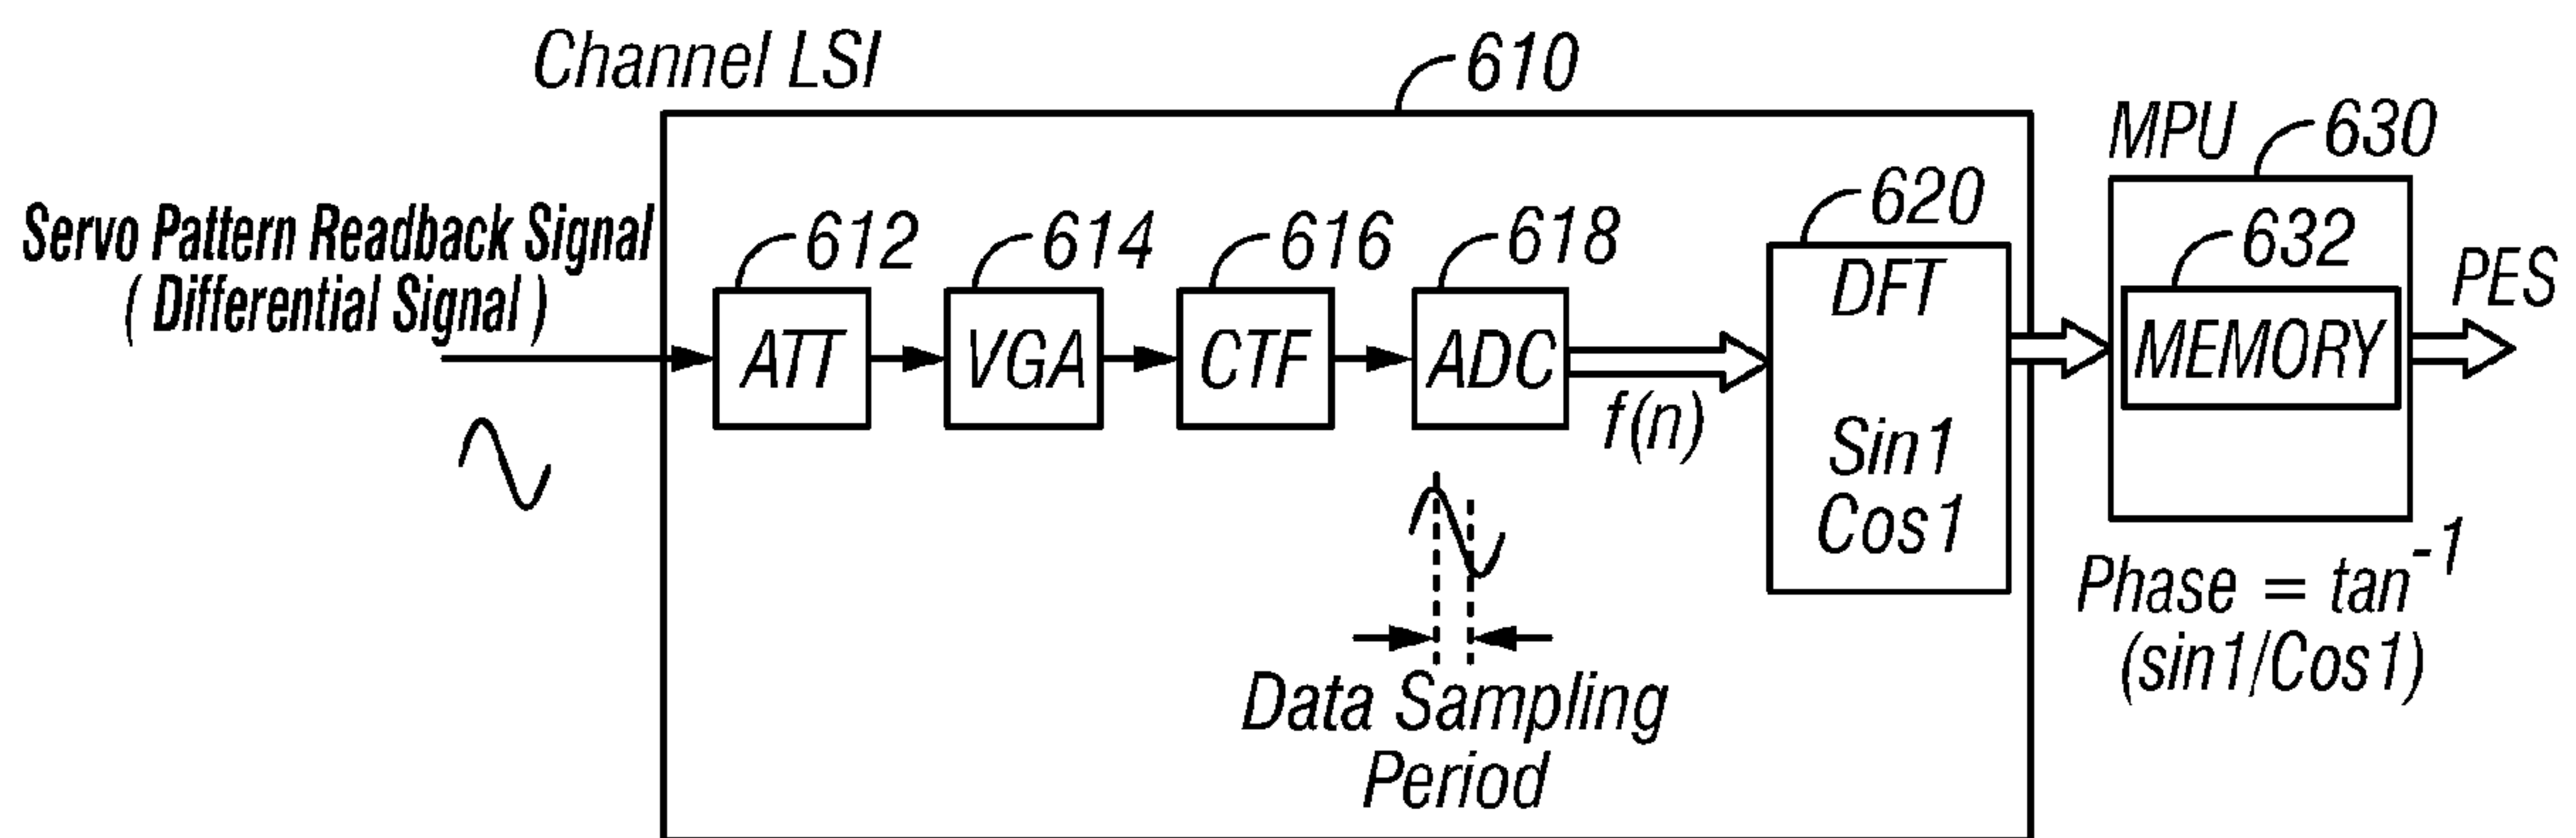 Channel LSI
610
Servo Pattern Readback Signal
( Differential Signal )
612
ATT
614
VGA
616
CTF
618
ADC
f(n)
Data Sampling
Period
620
DFT
Sin1
Cos1
MPU
630
632
MEMORY
PES
Phase = tan⁻¹
(sin1/Cos1)